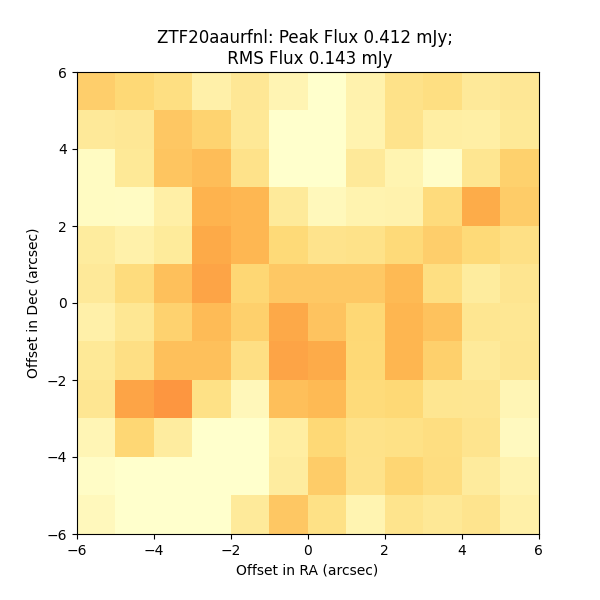 ZTF20aaurfnl: Peak Flux 0.412 mJy;
RMS Flux 0.143 mJy
6
4
2
0
−2
−4
−6
Offset in Dec (arcsec)
−6 −4 −2 0 2 4 6
Offset in RA (arcsec)